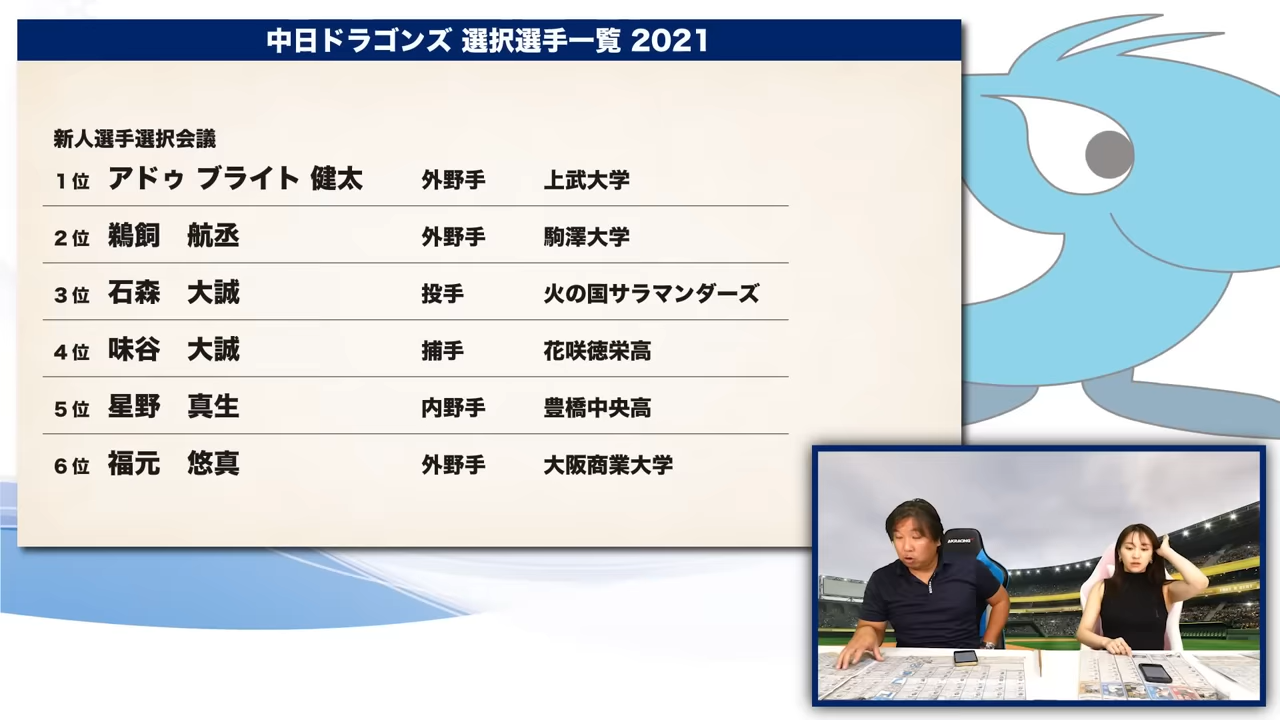 中日ドラゴンズ 選択選手一覧 2021
新人選手選択会議
1位 アドゥ ブライト 健太 外野手 上武大学
2位 鵜飼 航丞 外野手 駒澤大学
3位 石森 大誠 投手 火の国サラマンダーズ
4位 味谷 大誠 捕手 花咲徳栄高
5位 星野 真生 内野手 豊橋中央高
6位 福元 悠真 外野手 大阪商業大学
AKRACING